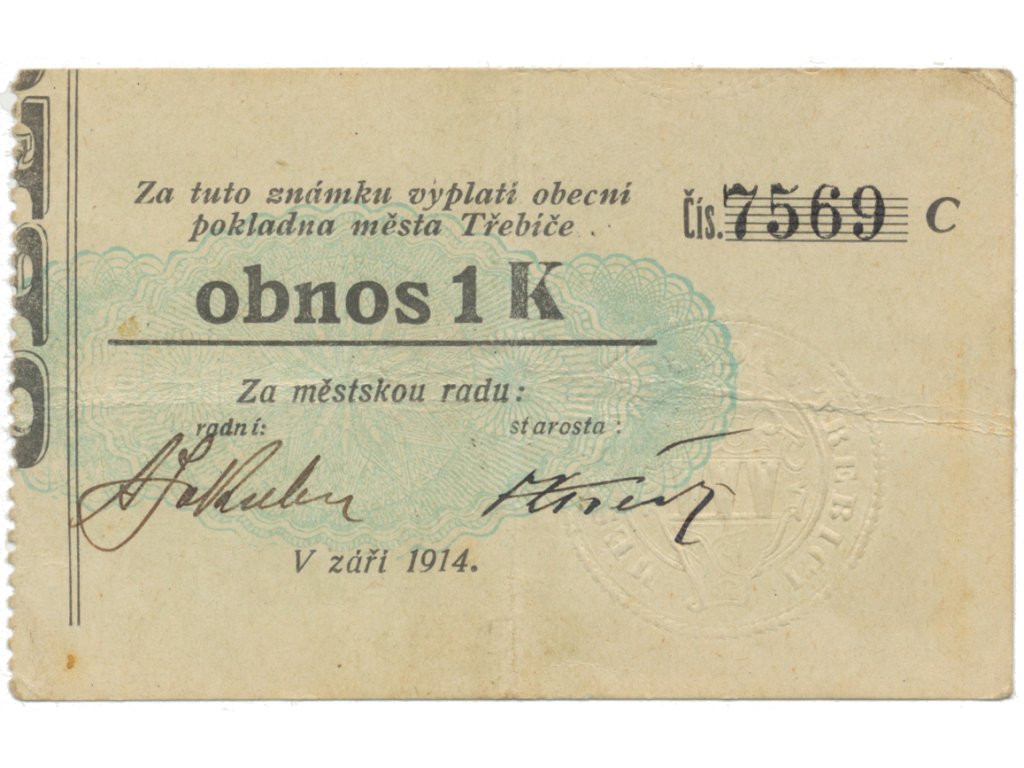 Za tuto známku vyplatí obecní
pokladna města Třebíče
Čís. 7569 C
obnos 1 K
Za městskou radu:
radní:
starosta:
V září 1914.
TŘEBÍČI